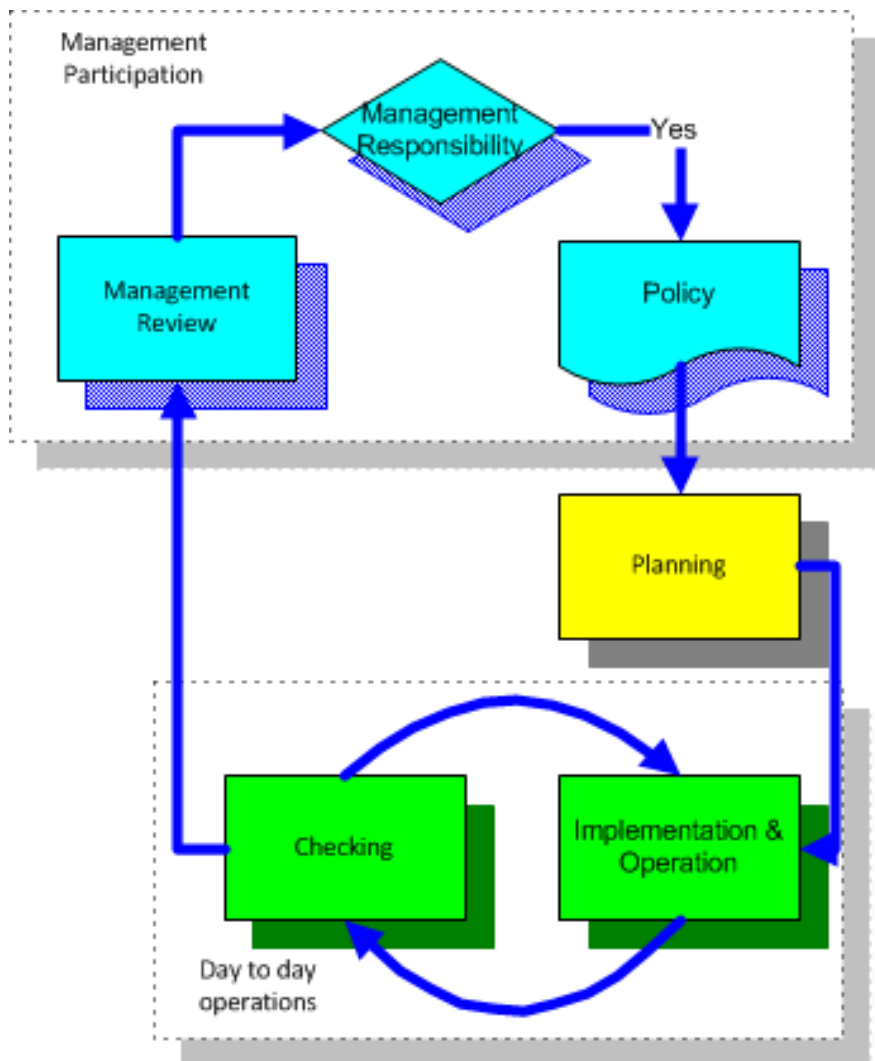 Management
Participation
Management
Responsibility
Yes
Management
Review
Policy
Planning
Checking
Implementation &
Operation
Day to day
operations